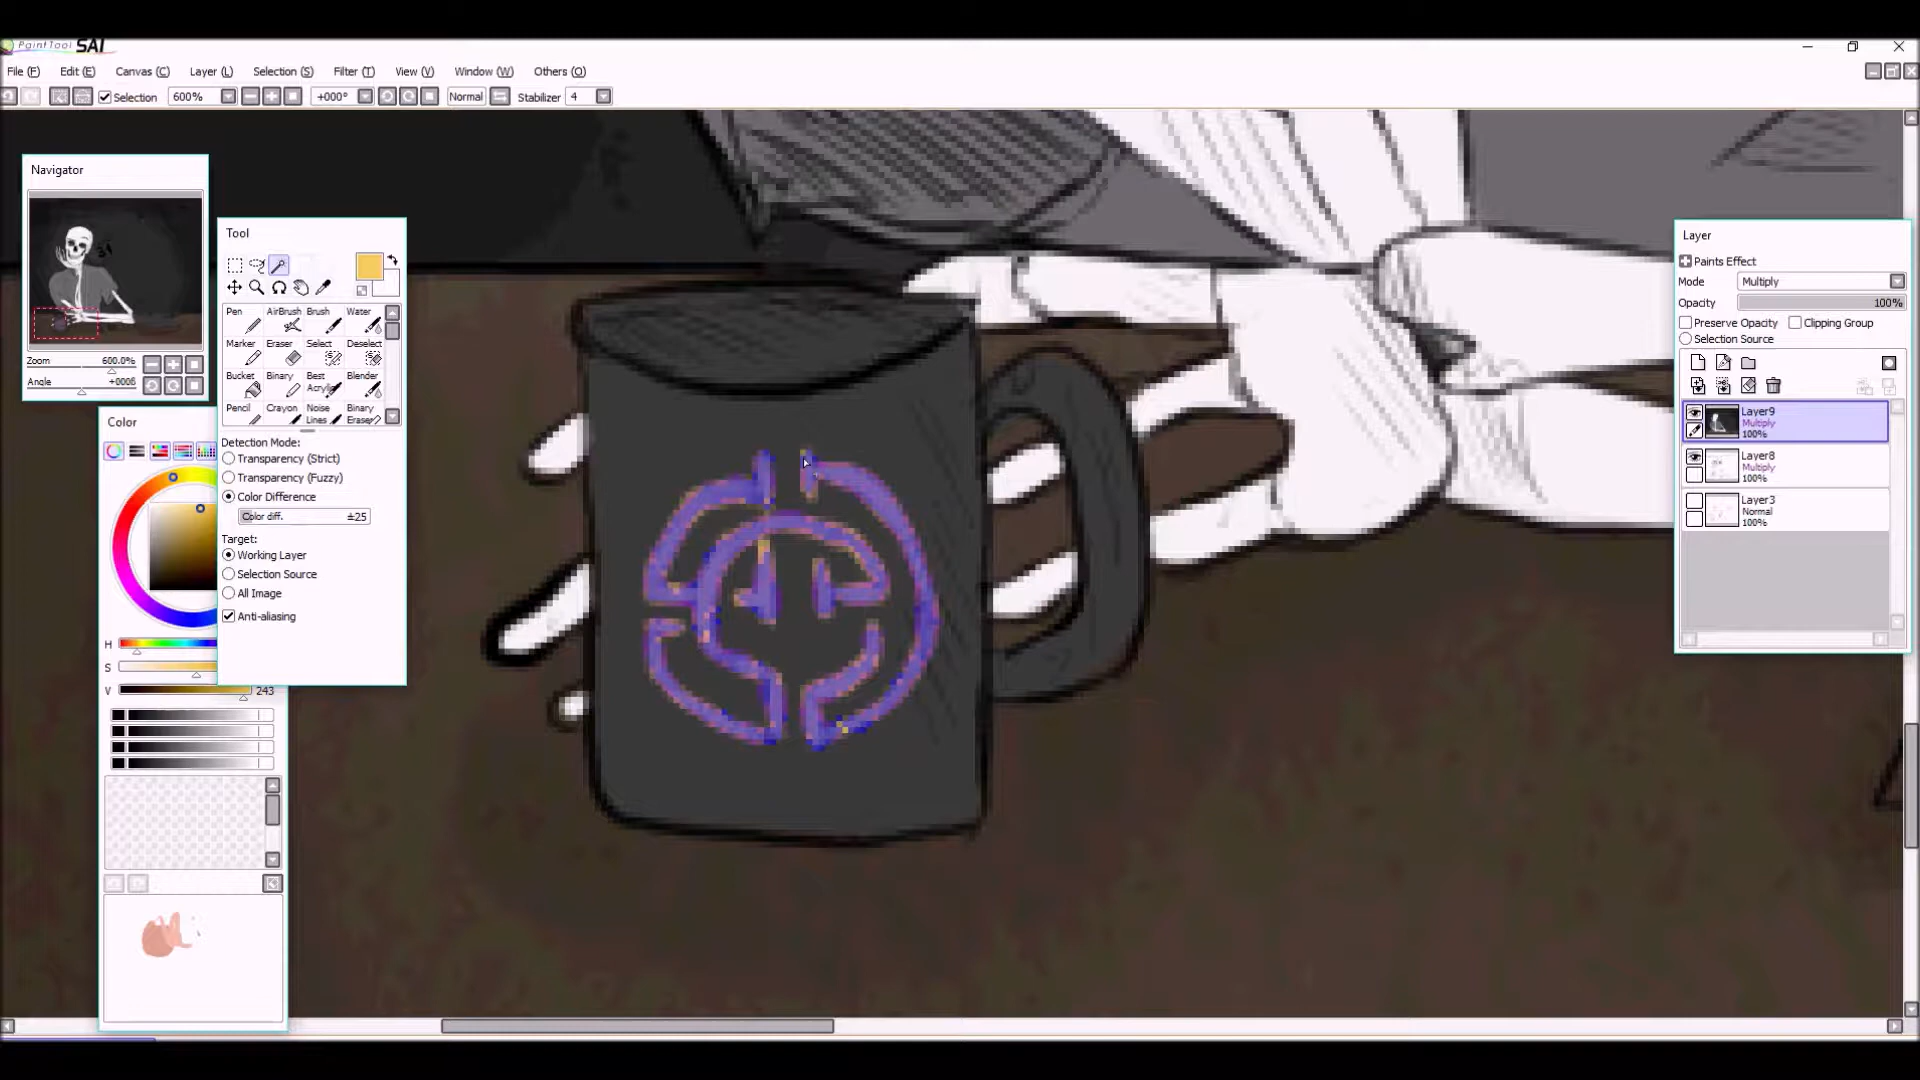 PaintTool SAI
File (F) Edit (E) Canvas (C) Layer (L) Selection (S) Filter (T) View (V) Window (W) Others (O)
Selection 600% +000° Normal Stabilizer 4
Navigator
Zoom 600.0%
Angle +000δ
Tool
Pen AirBrush Brush Water
Marker Eraser Select Deselect
Bucket Binary Best Acrylic Blender
Pencil Crayon Noise Lines Binary Eraser
Detection Mode:
Transparency (Strict)
Transparency (Fuzzy)
Color Difference
Color diff. ±25
Target:
Working Layer
Selection Source
All Image
Anti-aliasing
Color
H
S
V 243
Layer
Paints Effect
Mode Multiply
Opacity 100%
Preserve Opacity Clipping Group
Selection Source
Layer9
Multiply
100%
Layer8
Multiply
100%
Layer3
Normal
100%